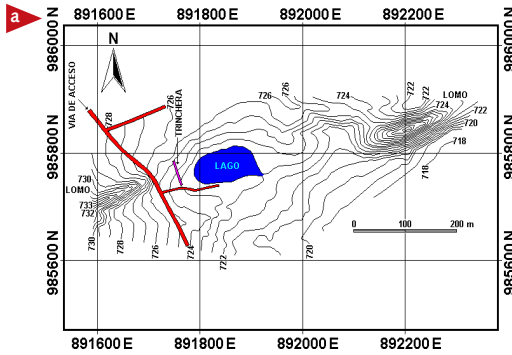 a
891600 E 891800 E 892000 E 892200 E
986000 N 986000 N
N
VIA DE ACCESO
728
726
TRINCHERA
726
726
724
722
722
724
LOMO
722
720
718
718
985800 N 985800 N
LAGO
730
LOMO
733
732
730
728
726
724
722
720
0 100 200 m
985600 N 985600 N
891600 E 891800 E 892000 E 892200 E